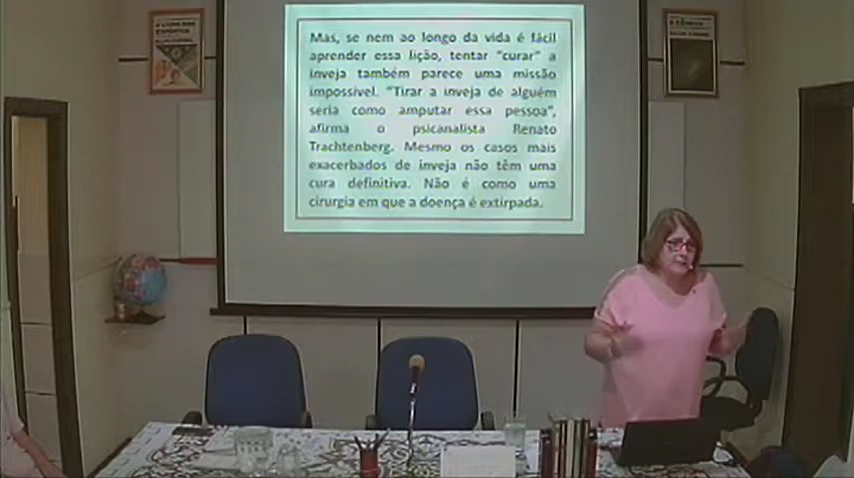 Mas, se nem ao longo da vida é fácil
aprender essa lição, tentar “curar” a
inveja também parece uma missão
impossível. “Tirar a inveja de alguém
seria como amputar essa pessoa”,
afirma o psicanalista Renato
Trachtenberg. Mesmo os casos mais
exacerbados de inveja não têm uma
cura definitiva. Não é como uma
cirurgia em que a doença é extirpada.